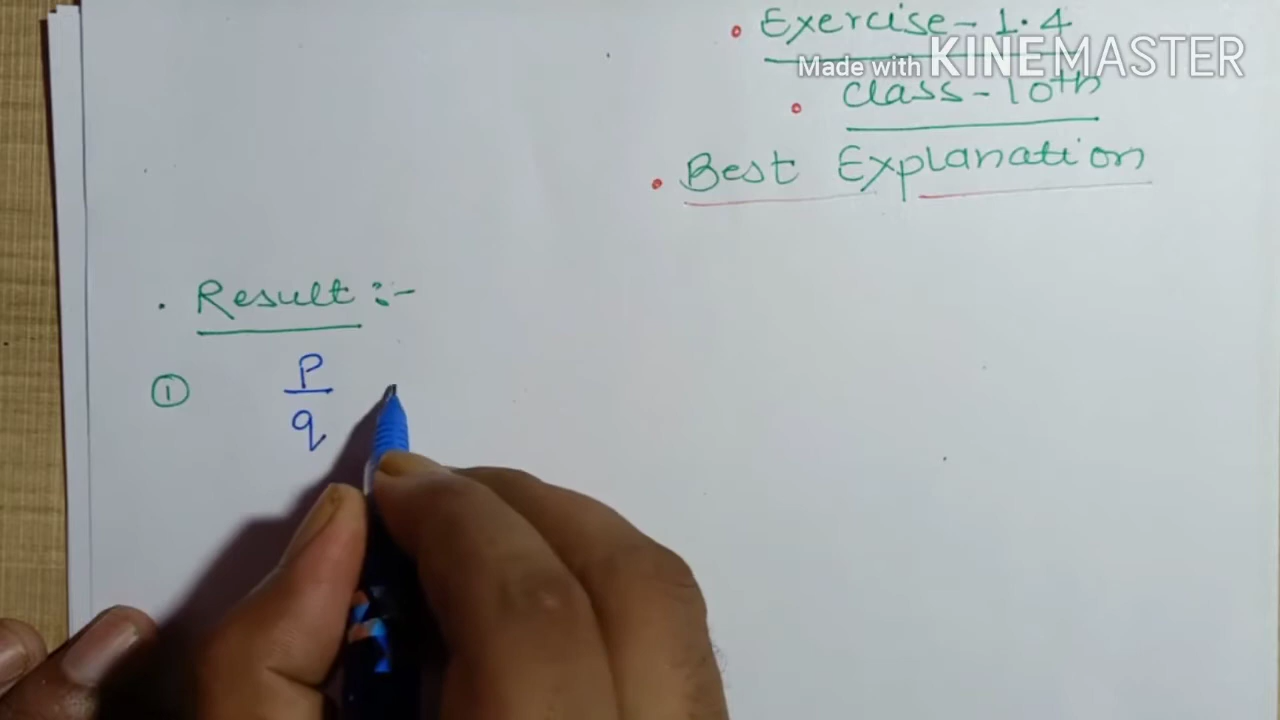 • Exercise - 1.4
Made with KINEMASTER
• Class - 10th
• Best Explanation
• Result :-
① P/q